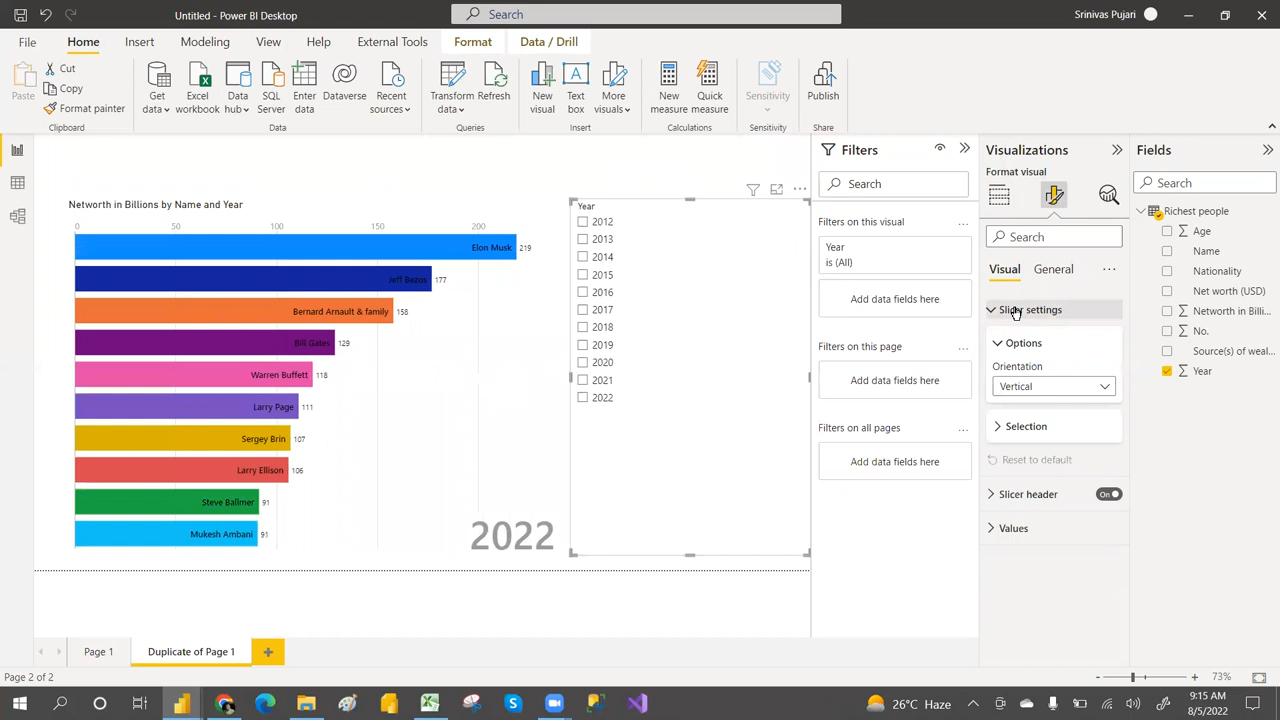 Untitled - Power BI Desktop
Search
Srinivas Pujari
File Home Insert Modeling View Help External Tools Format Data / Drill
Paste
Cut
Copy
Format painter
Get data
Excel workbook
Data hub
SQL Server
Enter data
Dataverse
Recent sources
Transform data
Refresh
New visual
Text box
More visuals
New measure
Quick measure
Sensitivity
Publish
Clipboard Data Queries Insert Calculations Sensitivity Share
Networth in Billions by Name and Year
0 50 100 150 200
Elon Musk 219
Jeff Bezos 177
Bernard Arnault & family 158
Bill Gates 129
Warren Buffett 118
Larry Page 111
Sergey Brin 107
Larry Ellison 106
Steve Ballmer 91
Mukesh Ambani 91
2022
Year
2012
2013
2014
2015
2016
2017
2018
2019
2020
2021
2022
Filters
Search
Filters on this visual
Year
is (All)
Add data fields here
Filters on this page
Add data fields here
Filters on all pages
Add data fields here
Visualizations
Format visual
Search
Visual General
Slicer settings
Options
Orientation
Vertical
Selection
Reset to default
Slicer header On
Values
Fields
Search
Richest people
Age
Name
Nationality
Net worth (USD)
Networth in Billi...
No.
Source(s) of weal...
Year
Page 1 Duplicate of Page 1
Page 2 of 2
73%
26°C Haze
9:15 AM
8/5/2022